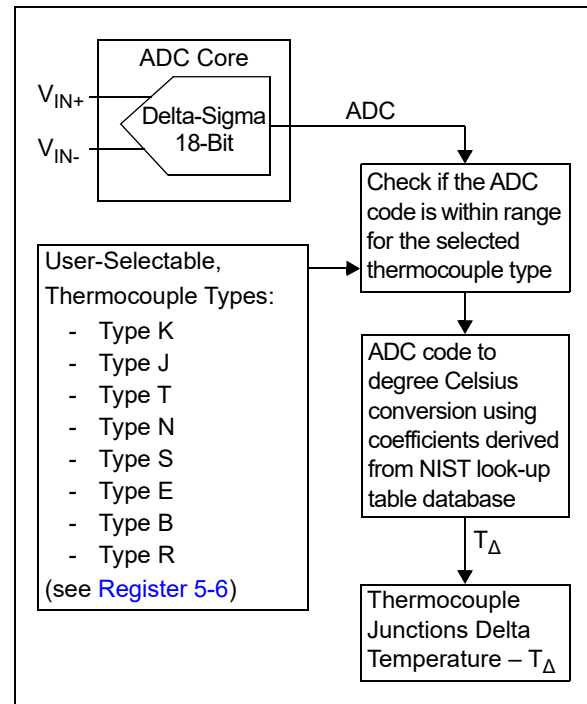 ADC Core
V_IN+
V_IN-
Delta-Sigma
18-Bit
ADC
Check if the ADC
code is within range
for the selected
thermocouple type
User-Selectable,
Thermocouple Types:
- Type K
- Type J
- Type T
- Type N
- Type S
- Type E
- Type B
- Type R
(see Register 5-6)
ADC code to
degree Celsius
conversion using
coefficients derived
from NIST look-up
table database
T_Δ
Thermocouple
Junctions Delta
Temperature – T_Δ